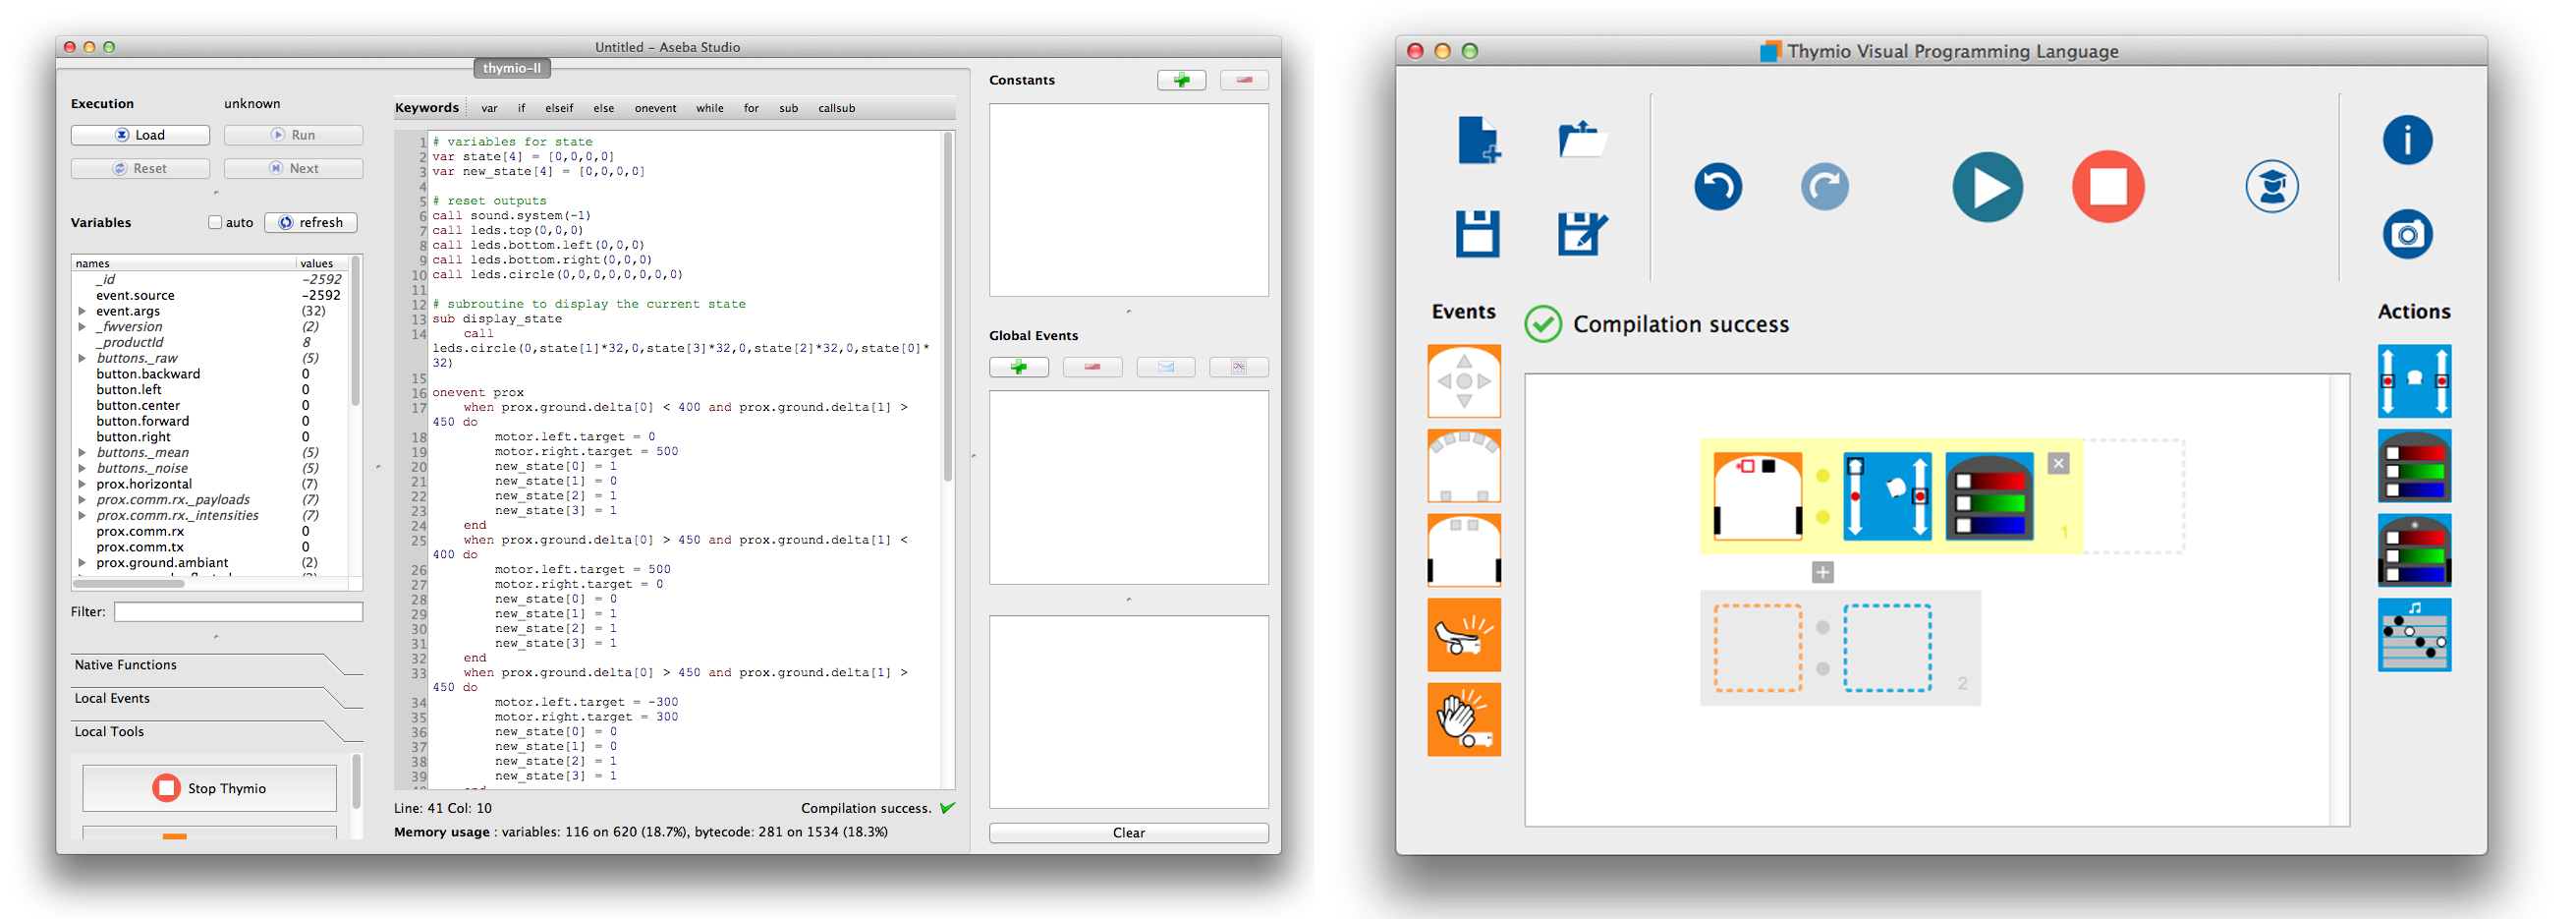 Untitled – Aseba Studio
thymio-II
Execution unknown
Load Run
Reset Next
Variables auto refresh
names values
_id -2592
event.source -2592
event.args (32)
_fwversion (2)
_productId 8
buttons._raw (5)
button.backward 0
button.left 0
button.center 0
button.forward 0
button.right 0
buttons._mean (5)
buttons._noise (5)
prox.horizontal (7)
prox.comm.rx._payloads (7)
prox.comm.rx._intensities (7)
prox.comm.rx 0
prox.comm.tx 0
prox.ground.ambiant (2)
Filter:
Native Functions
Local Events
Local Tools
Stop Thymio
Keywords var if elseif else onevent while for sub callsub
1 # variables for state
2 var state[4] = [0,0,0,0]
3 var new_state[4] = [0,0,0,0]
4
5 # reset outputs
6 call sound.system(-1)
7 call leds.top(0,0,0)
8 call leds.bottom.left(0,0,0)
9 call leds.bottom.right(0,0,0)
10 call leds.circle(0,0,0,0,0,0,0,0)
11
12 # subroutine to display the current state
13 sub display_state
14 call
leds.circle(0,state[1]*32,0,state[3]*32,0,state[2]*32,0,state[0]*
32)
15
16 onevent prox
17 when prox.ground.delta[0] < 400 and prox.ground.delta[1] >
450 do
18 motor.left.target = 0
19 motor.right.target = 500
20 new_state[0] = 1
21 new_state[1] = 0
22 new_state[2] = 1
23 new_state[3] = 1
24 end
25 when prox.ground.delta[0] > 450 and prox.ground.delta[1] <
400 do
26 motor.left.target = 500
27 motor.right.target = 0
28 new_state[0] = 0
29 new_state[1] = 1
30 new_state[2] = 1
31 new_state[3] = 1
32 end
33 when prox.ground.delta[0] > 450 and prox.ground.delta[1] >
450 do
34 motor.left.target = -300
35 motor.right.target = 300
36 new_state[0] = 0
37 new_state[1] = 0
38 new_state[2] = 1
39 new_state[3] = 1
Line: 41 Col: 10 Compilation success.
Memory usage : variables: 116 on 620 (18.7%), bytecode: 281 on 1534 (18.3%)
Constants
Global Events
Clear
Thymio Visual Programming Language
Events
Compilation success
Actions
1
2